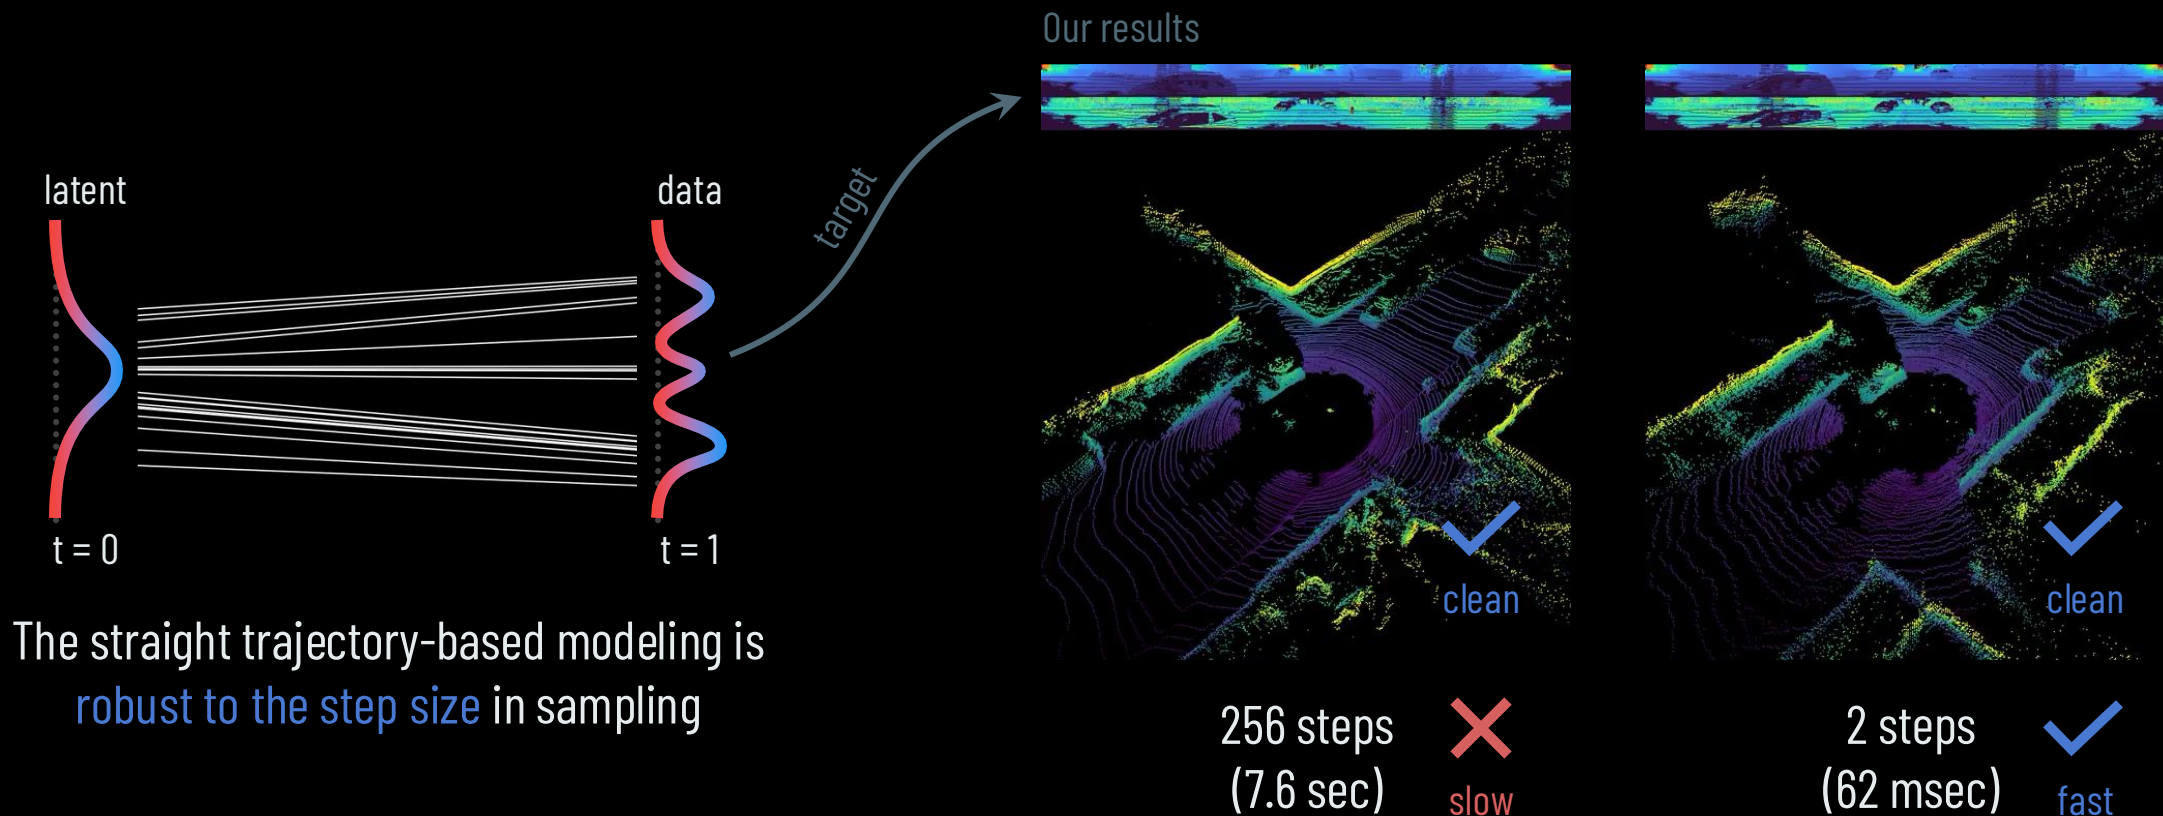 Our results
latent
data
target
t = 0
t = 1
The straight trajectory-based modeling is
robust to the step size in sampling
clean
clean
256 steps
(7.6 sec)
slow
2 steps
(62 msec)
fast